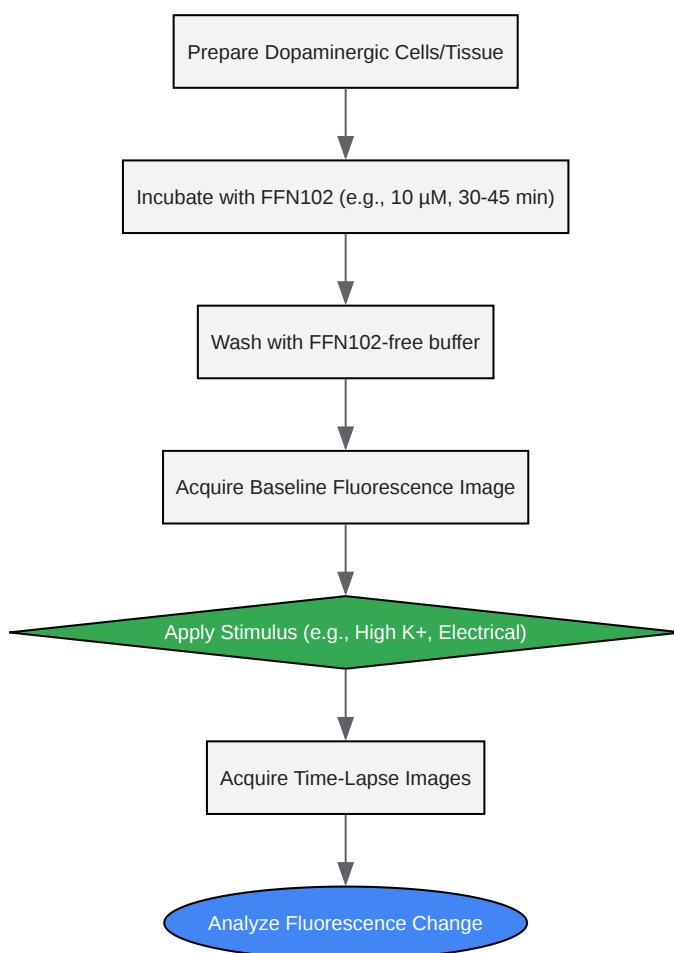 Prepare Dopaminergic Cells/Tissue
Incubate with FFN102 (e.g., 10 µM, 30-45 min)
Wash with FFN102-free buffer
Acquire Baseline Fluorescence Image
Apply Stimulus (e.g., High K+, Electrical)
Acquire Time-Lapse Images
Analyze Fluorescence Change